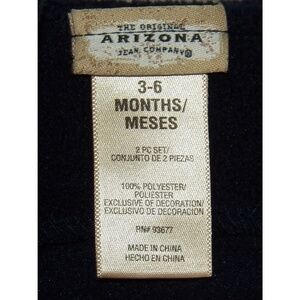 THE ORIGINAL
ARIZONA
JEAN COMPANY®
3-6
MONTHS/
MESES
2 PC SET/
CONJUNTO DE 2 PIEZAS
100% POLYESTER/
POLIESTER
EXCLUSIVE OF DECORATION/
EXCLUSIVO DE DECORACION
RN# 93677
MADE IN CHINA
HECHO EN CHINA